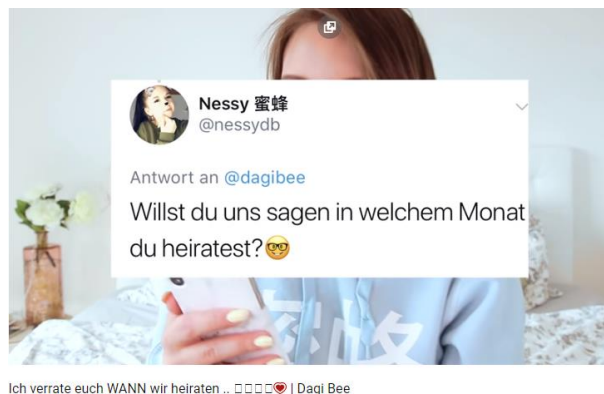 Nessy 蜜蜂
@nessydb
Antwort an @dagibee
Willst du uns sagen in welchem Monat
du heiratest?🤓
Ich verrate euch WANN wir heiraten .. □□□□💗 | Dagi Bee